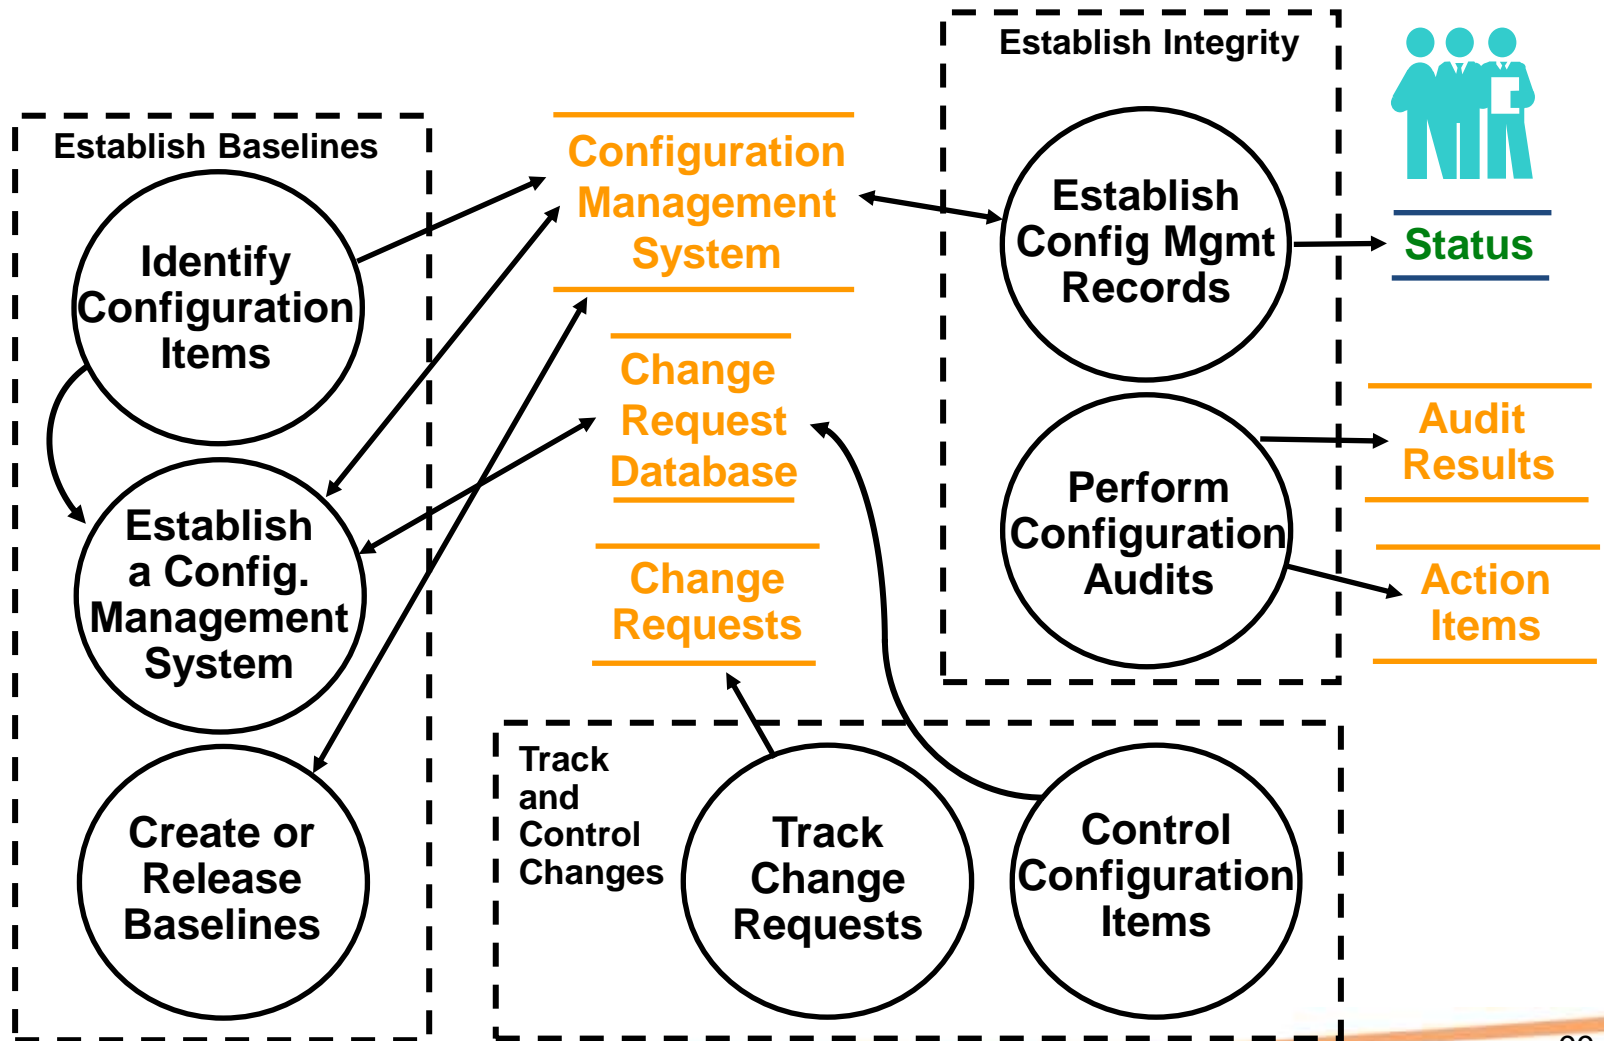 Establish Baselines
Identify
Configuration
Items
Establish
a Config.
Management
System
Create or
Release
Baselines
Configuration
Management
System
Change
Request
Database
Change
Requests
Establish Integrity
Establish
Config Mgmt
Records
Perform
Configuration
Audits
Status
Audit
Results
Action
Items
Track
and
Control
Changes
Track
Change
Requests
Control
Configuration
Items